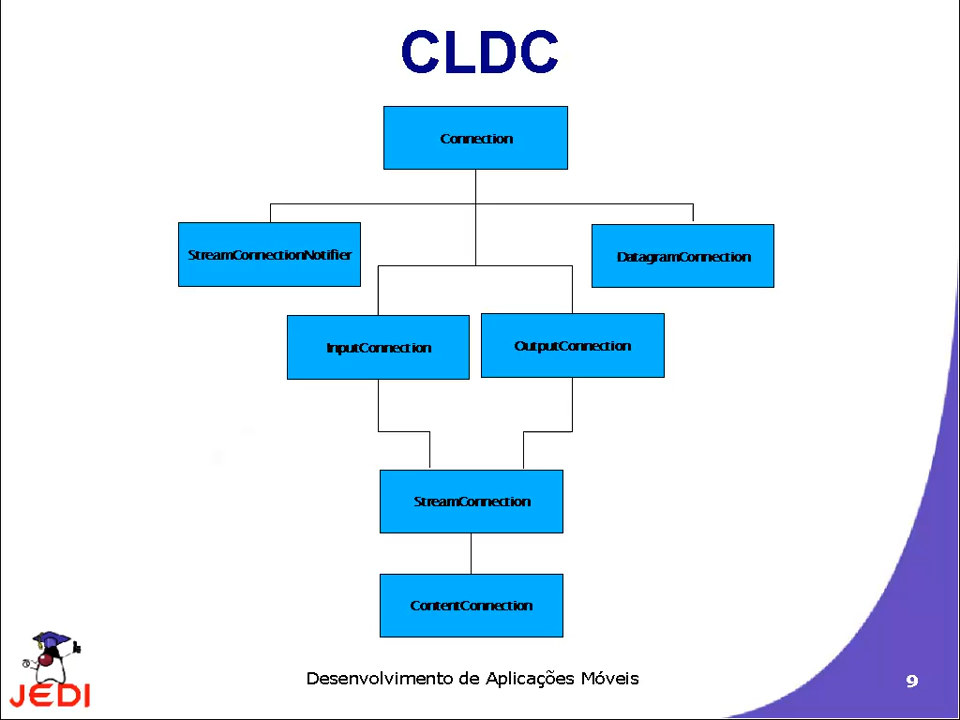 CLDC
Connection
StreamConnectionNotifier
DatagramConnection
InputConnection
OutputConnection
StreamConnection
ContentConnection
JEDI
Desenvolvimento de Aplicações Móveis
9